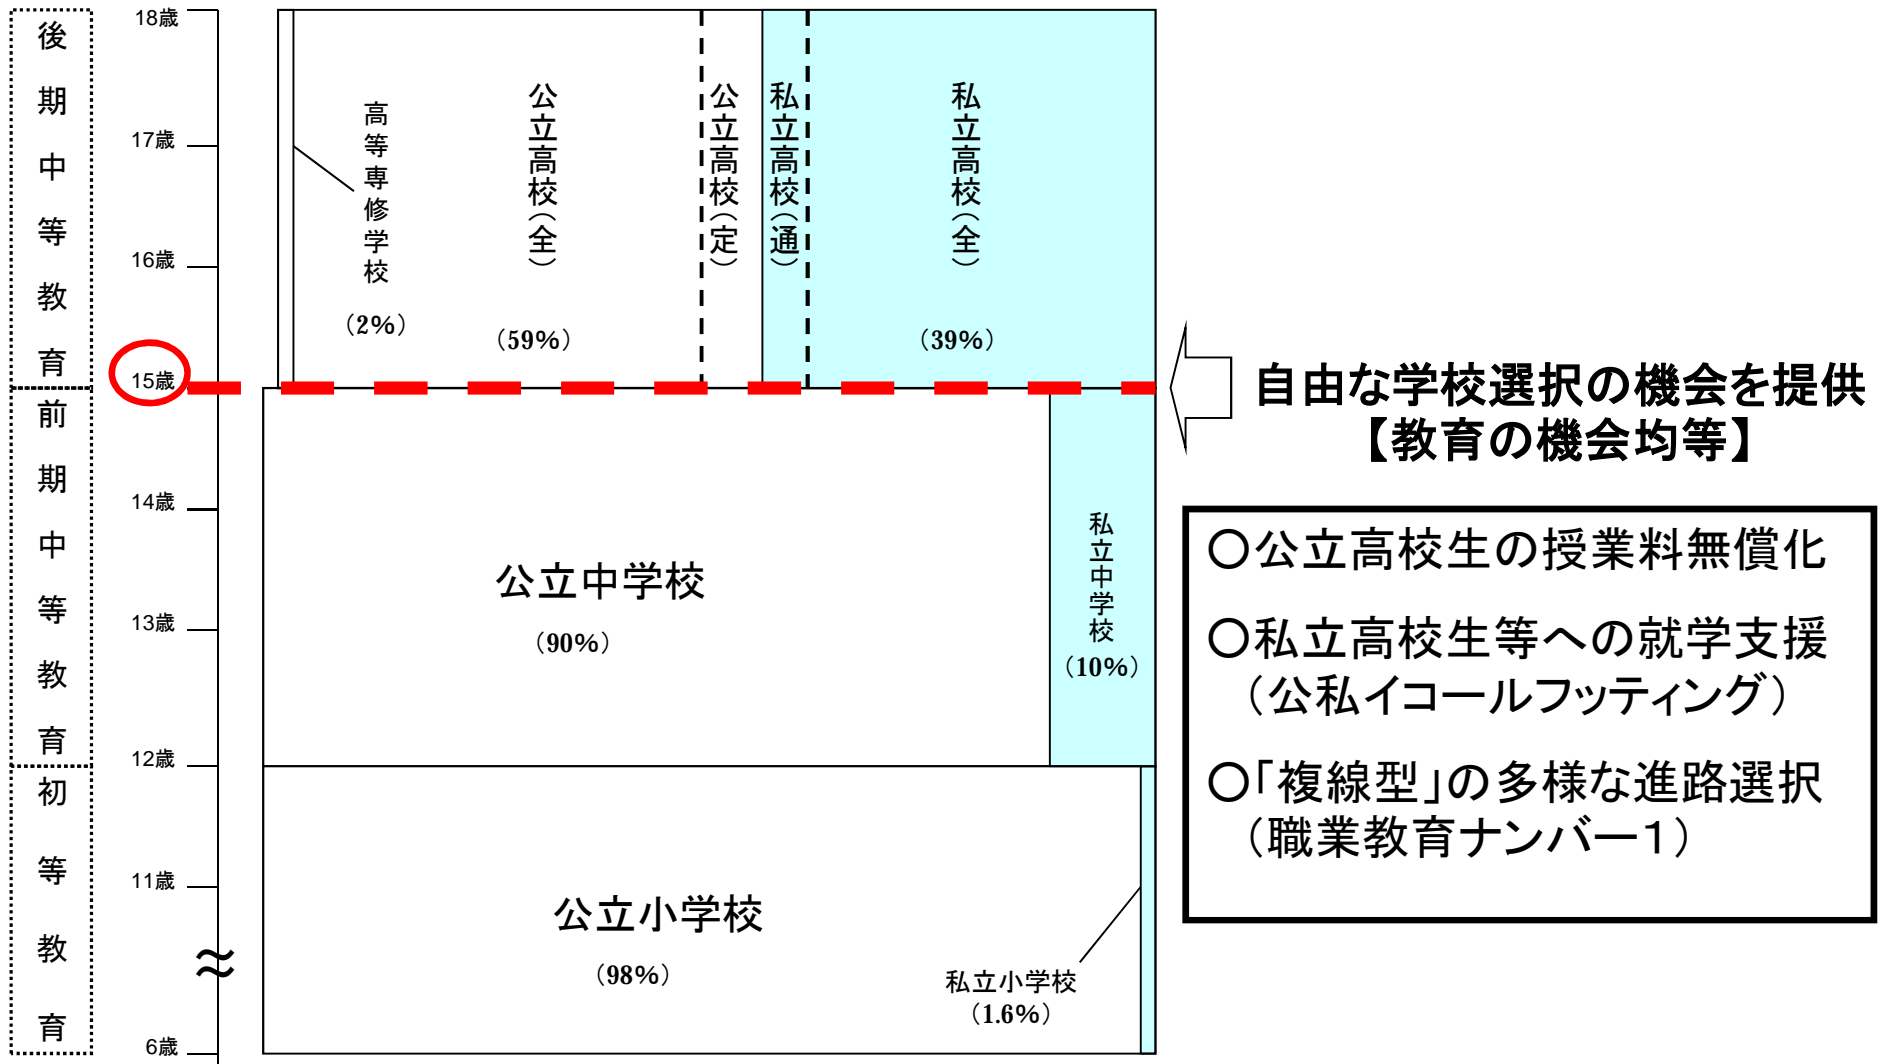 後期中等教育
前期中等教育
初等教育
18歳
17歳
16歳
15歳
14歳
13歳
12歳
11歳
≈
6歳
高等専修学校
（2%）
公立高校（全）
（59%）
公立高校（定）
私立高校（通）
私立高校（全）
（39%）
公立中学校
（90%）
私立中学校
（10%）
公立小学校
（98%）
私立小学校
（1.6%）
自由な学校選択の機会を提供
【教育の機会均等】
○公立高校生の授業料無償化
○私立高校生等への就学支援
（公私イコールフッティング）
○「複線型」の多様な進路選択
（職業教育ナンバー１）